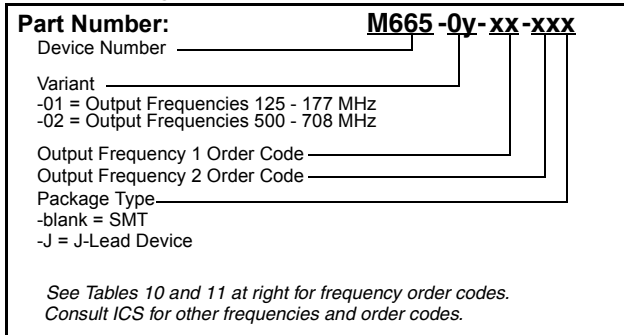 Part Number: M665-0y-xx-xxx
Device Number
Variant
-01 = Output Frequencies 125 - 177 MHz
-02 = Output Frequencies 500 - 708 MHz
Output Frequency 1 Order Code
Output Frequency 2 Order Code
Package Type
-blank = SMT
-J = J-Lead Device
See Tables 10 and 11 at right for frequency order codes.
Consult ICS for other frequencies and order codes.